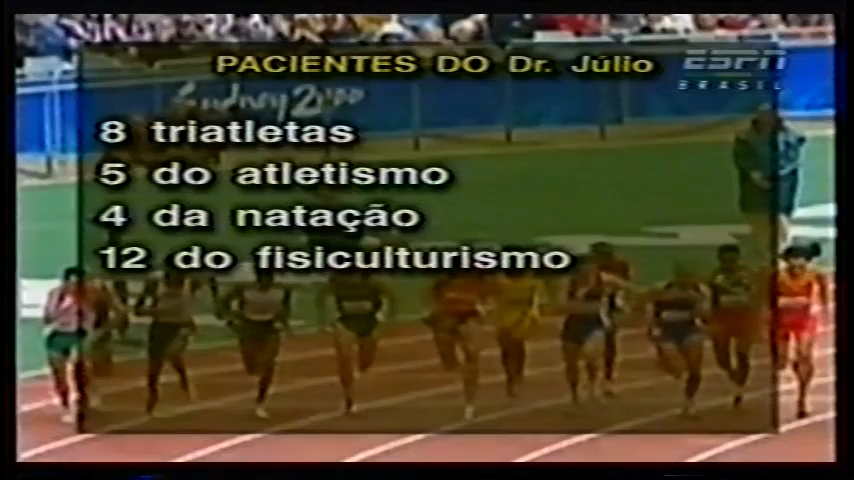 PACIENTES DO Dr. Júlio
ESPN
BRASIL
Sydney 2000
8 triatletas
5 do atletismo
4 da natação
12 do fisiculturismo